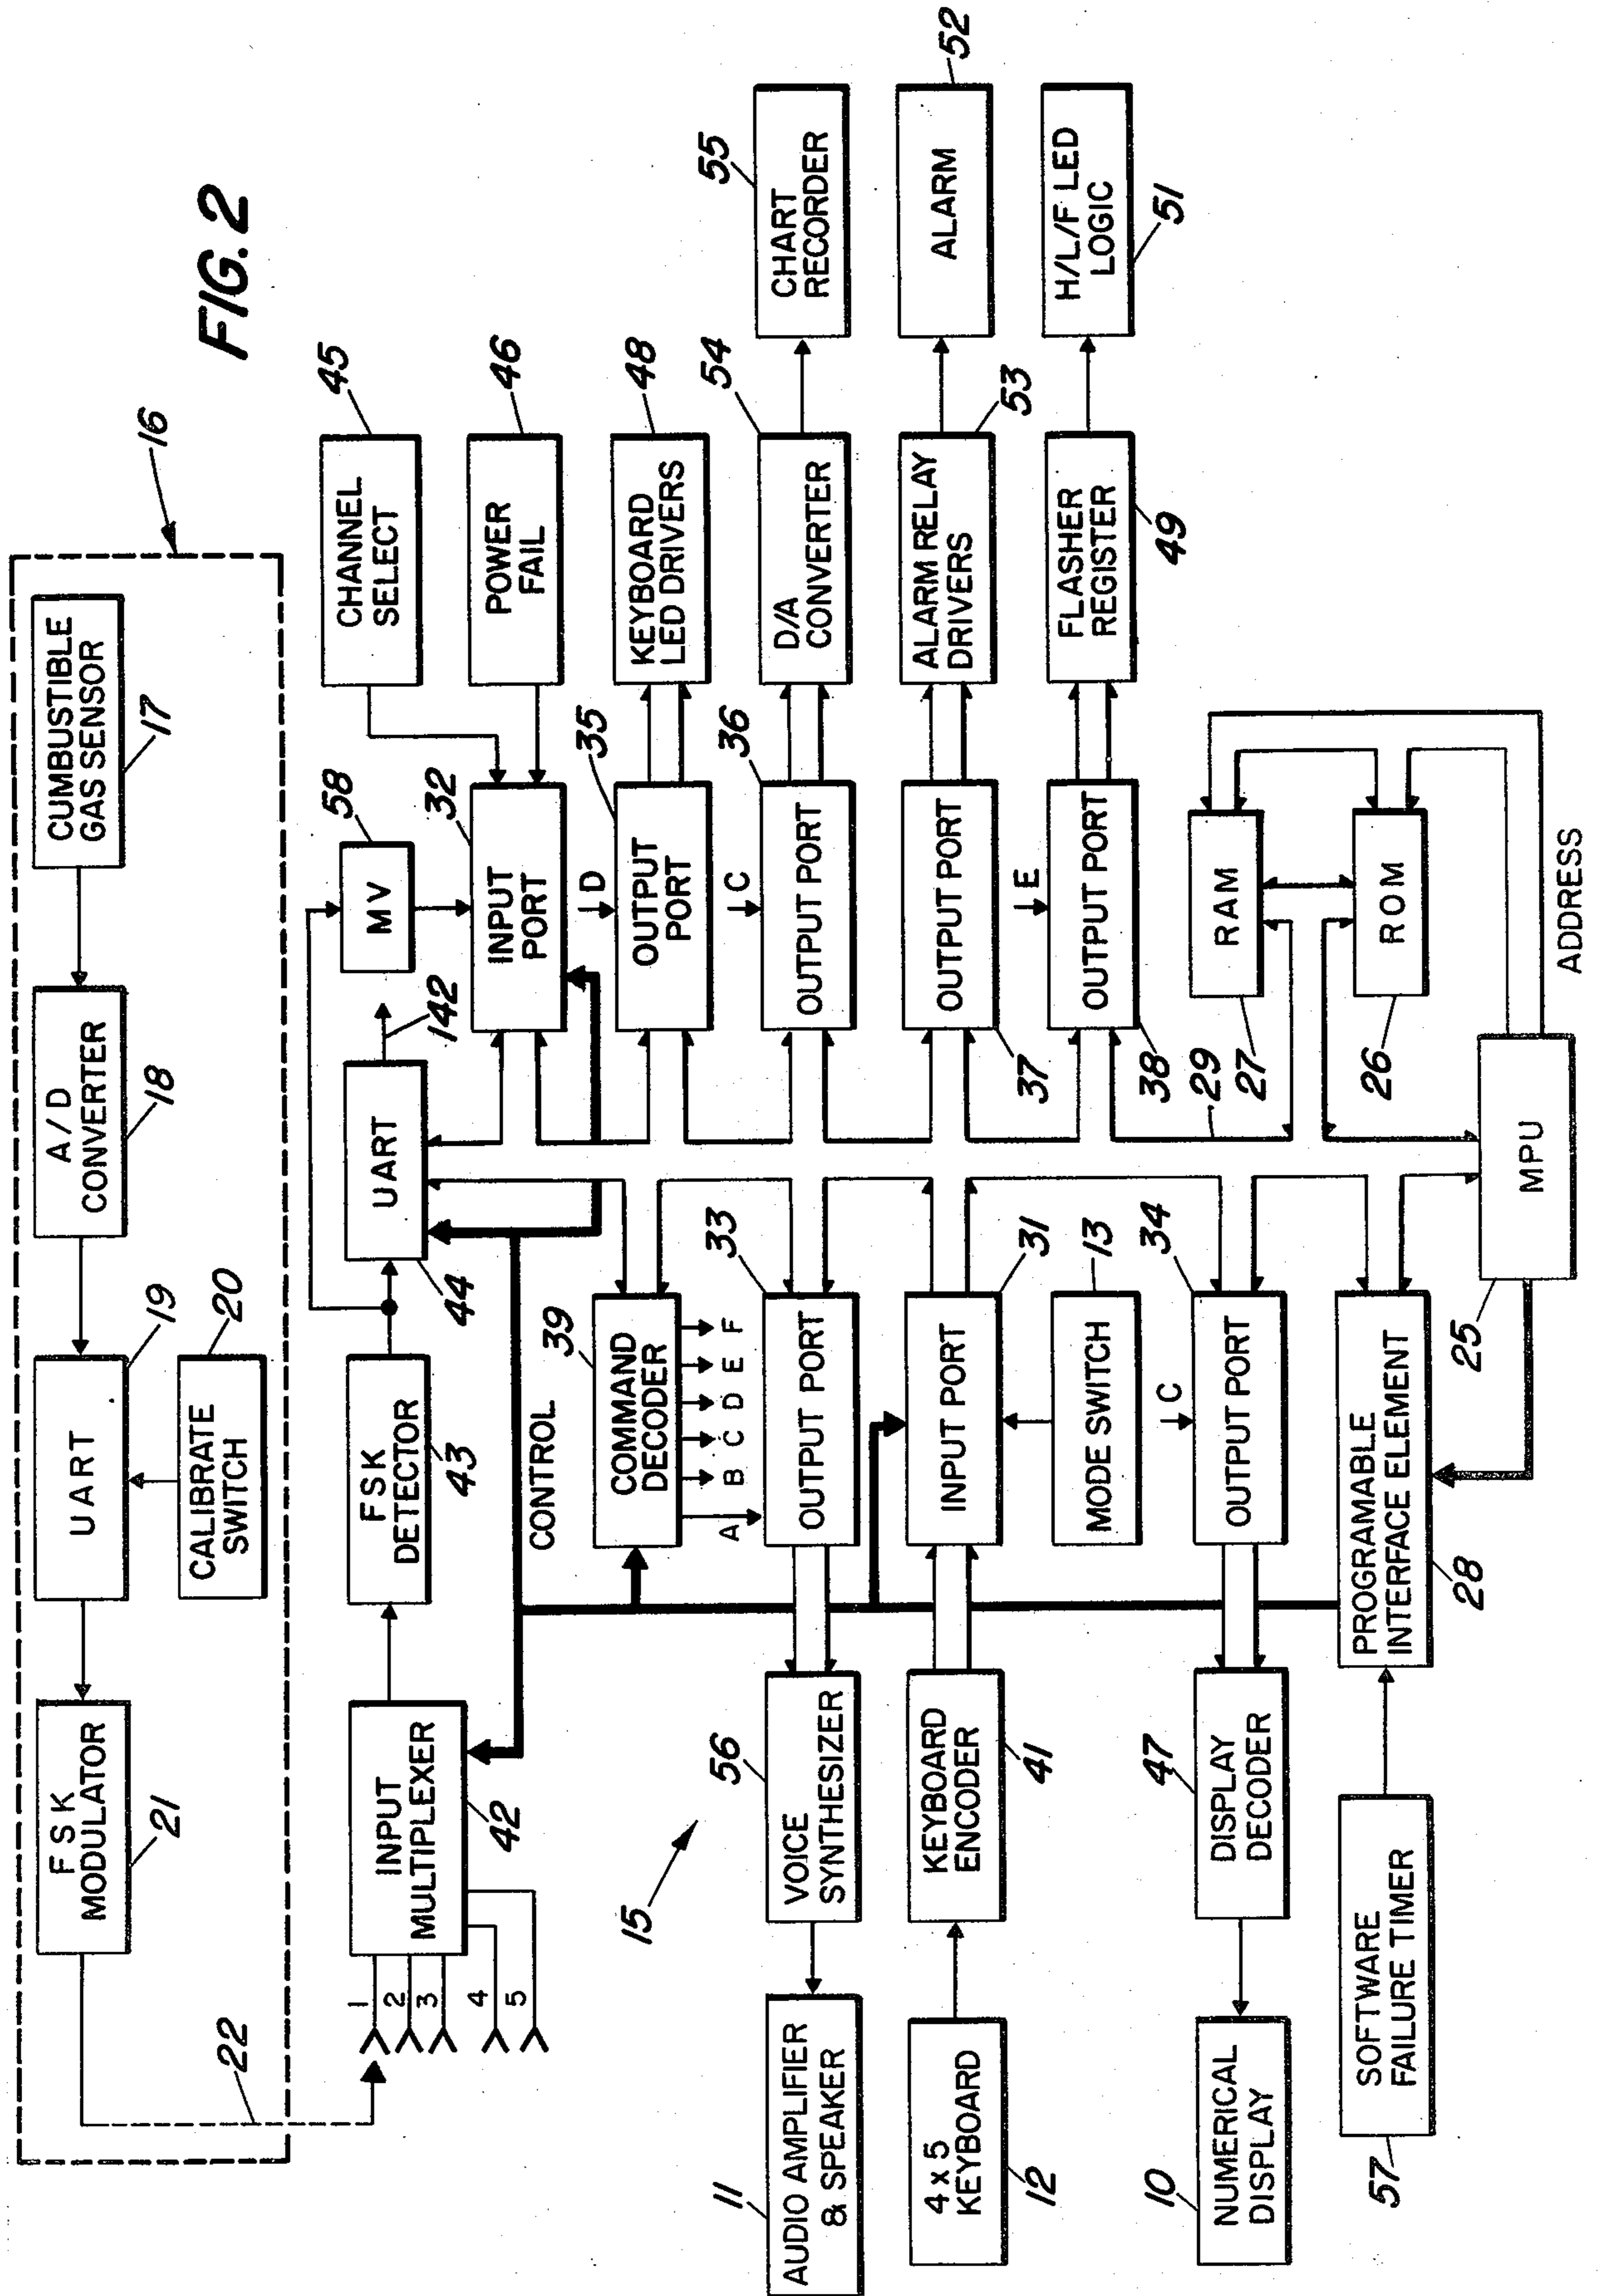 FIG. 2
16
CUMBUSTIBLE
GAS SENSOR
17
A/D
CONVERTER
18
UART
19
CALIBRATE
SWITCH
20
FSK
MODULATOR
21
22
1
2
3
4
5
INPUT
MULTIPLEXER
42
FSK
DETECTOR
43
UART
44
142
MV
58
CHANNEL
SELECT
45
POWER
FAIL
46
INPUT
PORT
32
CONTROL
COMMAND
DECODER
39
A
B
C
D
E
F
D
OUTPUT
PORT
35
KEYBOARD
LED DRIVERS
48
15
AUDIO AMPLIFIER
& SPEAKER
11
VOICE
SYNTHESIZER
56
OUTPUT PORT
33
C
OUTPUT PORT
36
D/A
CONVERTER
54
CHART
RECORDER
55
4 x 5
KEYBOARD
12
KEYBOARD
ENCODER
41
INPUT PORT
31
OUTPUT PORT
37
ALARM RELAY
DRIVERS
53
ALARM
52
MODE SWITCH
13
E
OUTPUT PORT
38
FLASHER
REGISTER
49
H/L/F LED
LOGIC
51
NUMERICAL
DISPLAY
10
DISPLAY
DECODER
47
C
OUTPUT PORT
34
29
RAM
27
ROM
26
SOFTWARE
FAILURE TIMER
57
PROGRAMABLE
INTERFACE ELEMENT
28
MPU
25
ADDRESS